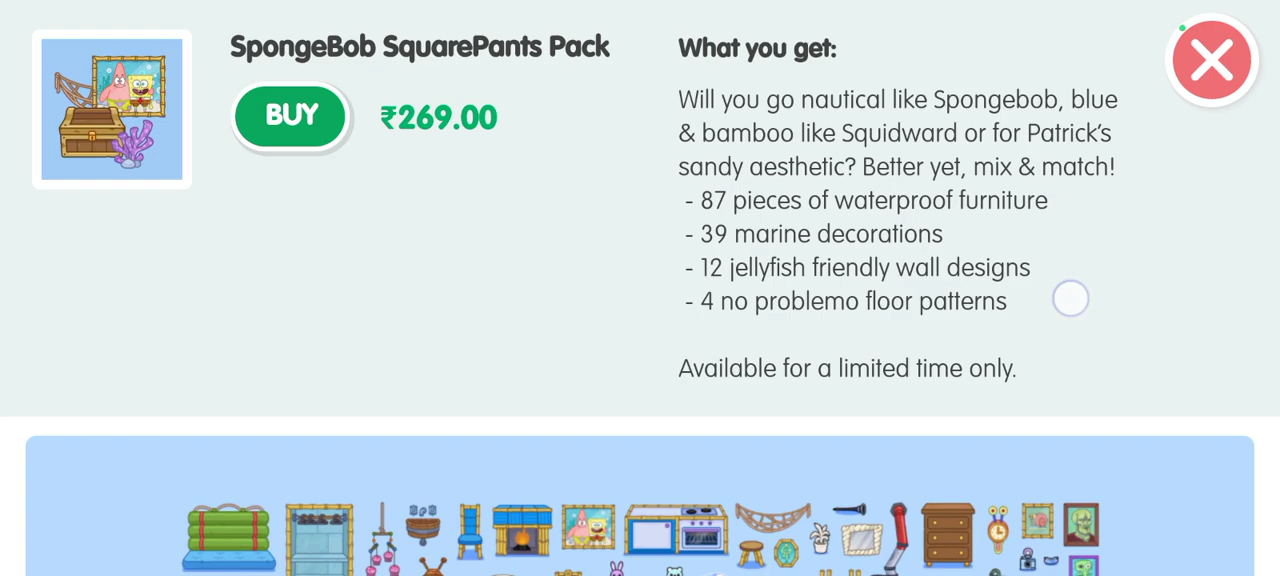 SpongeBob SquarePants Pack
BUY
₹269.00
What you get:
Will you go nautical like Spongebob, blue
& bamboo like Squidward or for Patrick's
sandy aesthetic? Better yet, mix & match!
- 87 pieces of waterproof furniture
- 39 marine decorations
- 12 jellyfish friendly wall designs
- 4 no problemo floor patterns
Available for a limited time only.